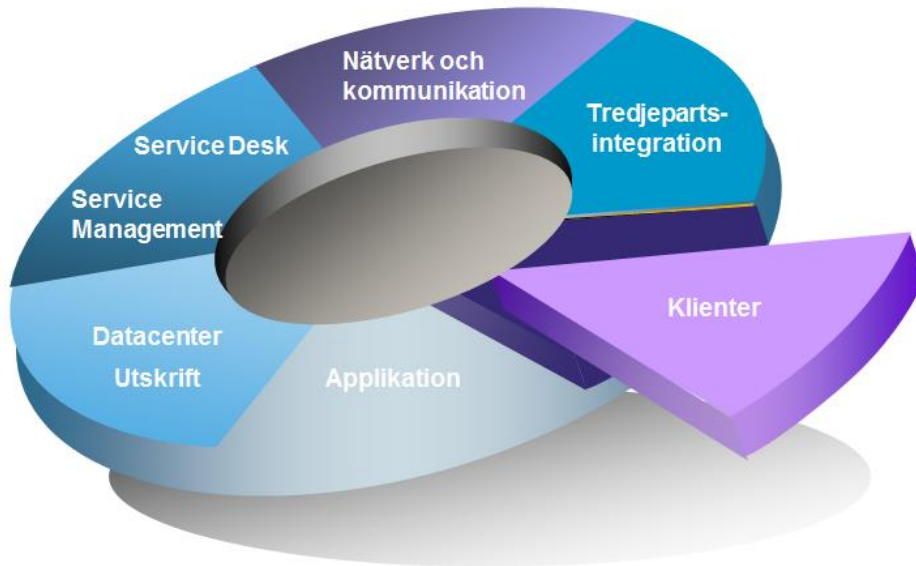 Nätverk och
kommunikation
Tredjeparts-
integration
Service Desk
Service
Management
Klienter
Datacenter
Utskrift
Applikation